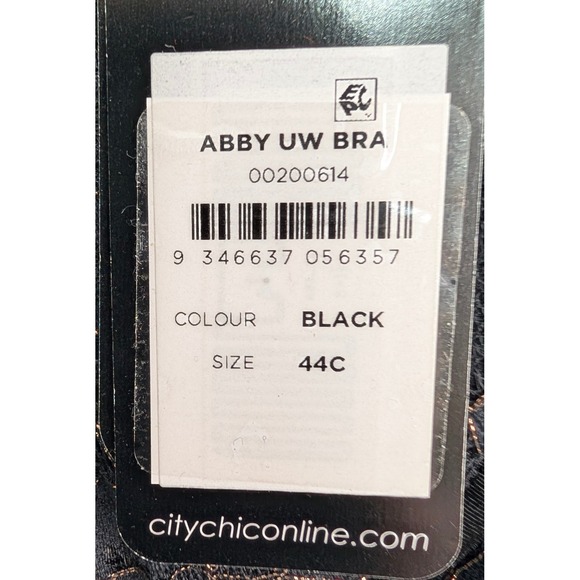 ABBY UW BRA
00200614
9 346637 056357
COLOUR BLACK
SIZE 44C
citychiconline.com